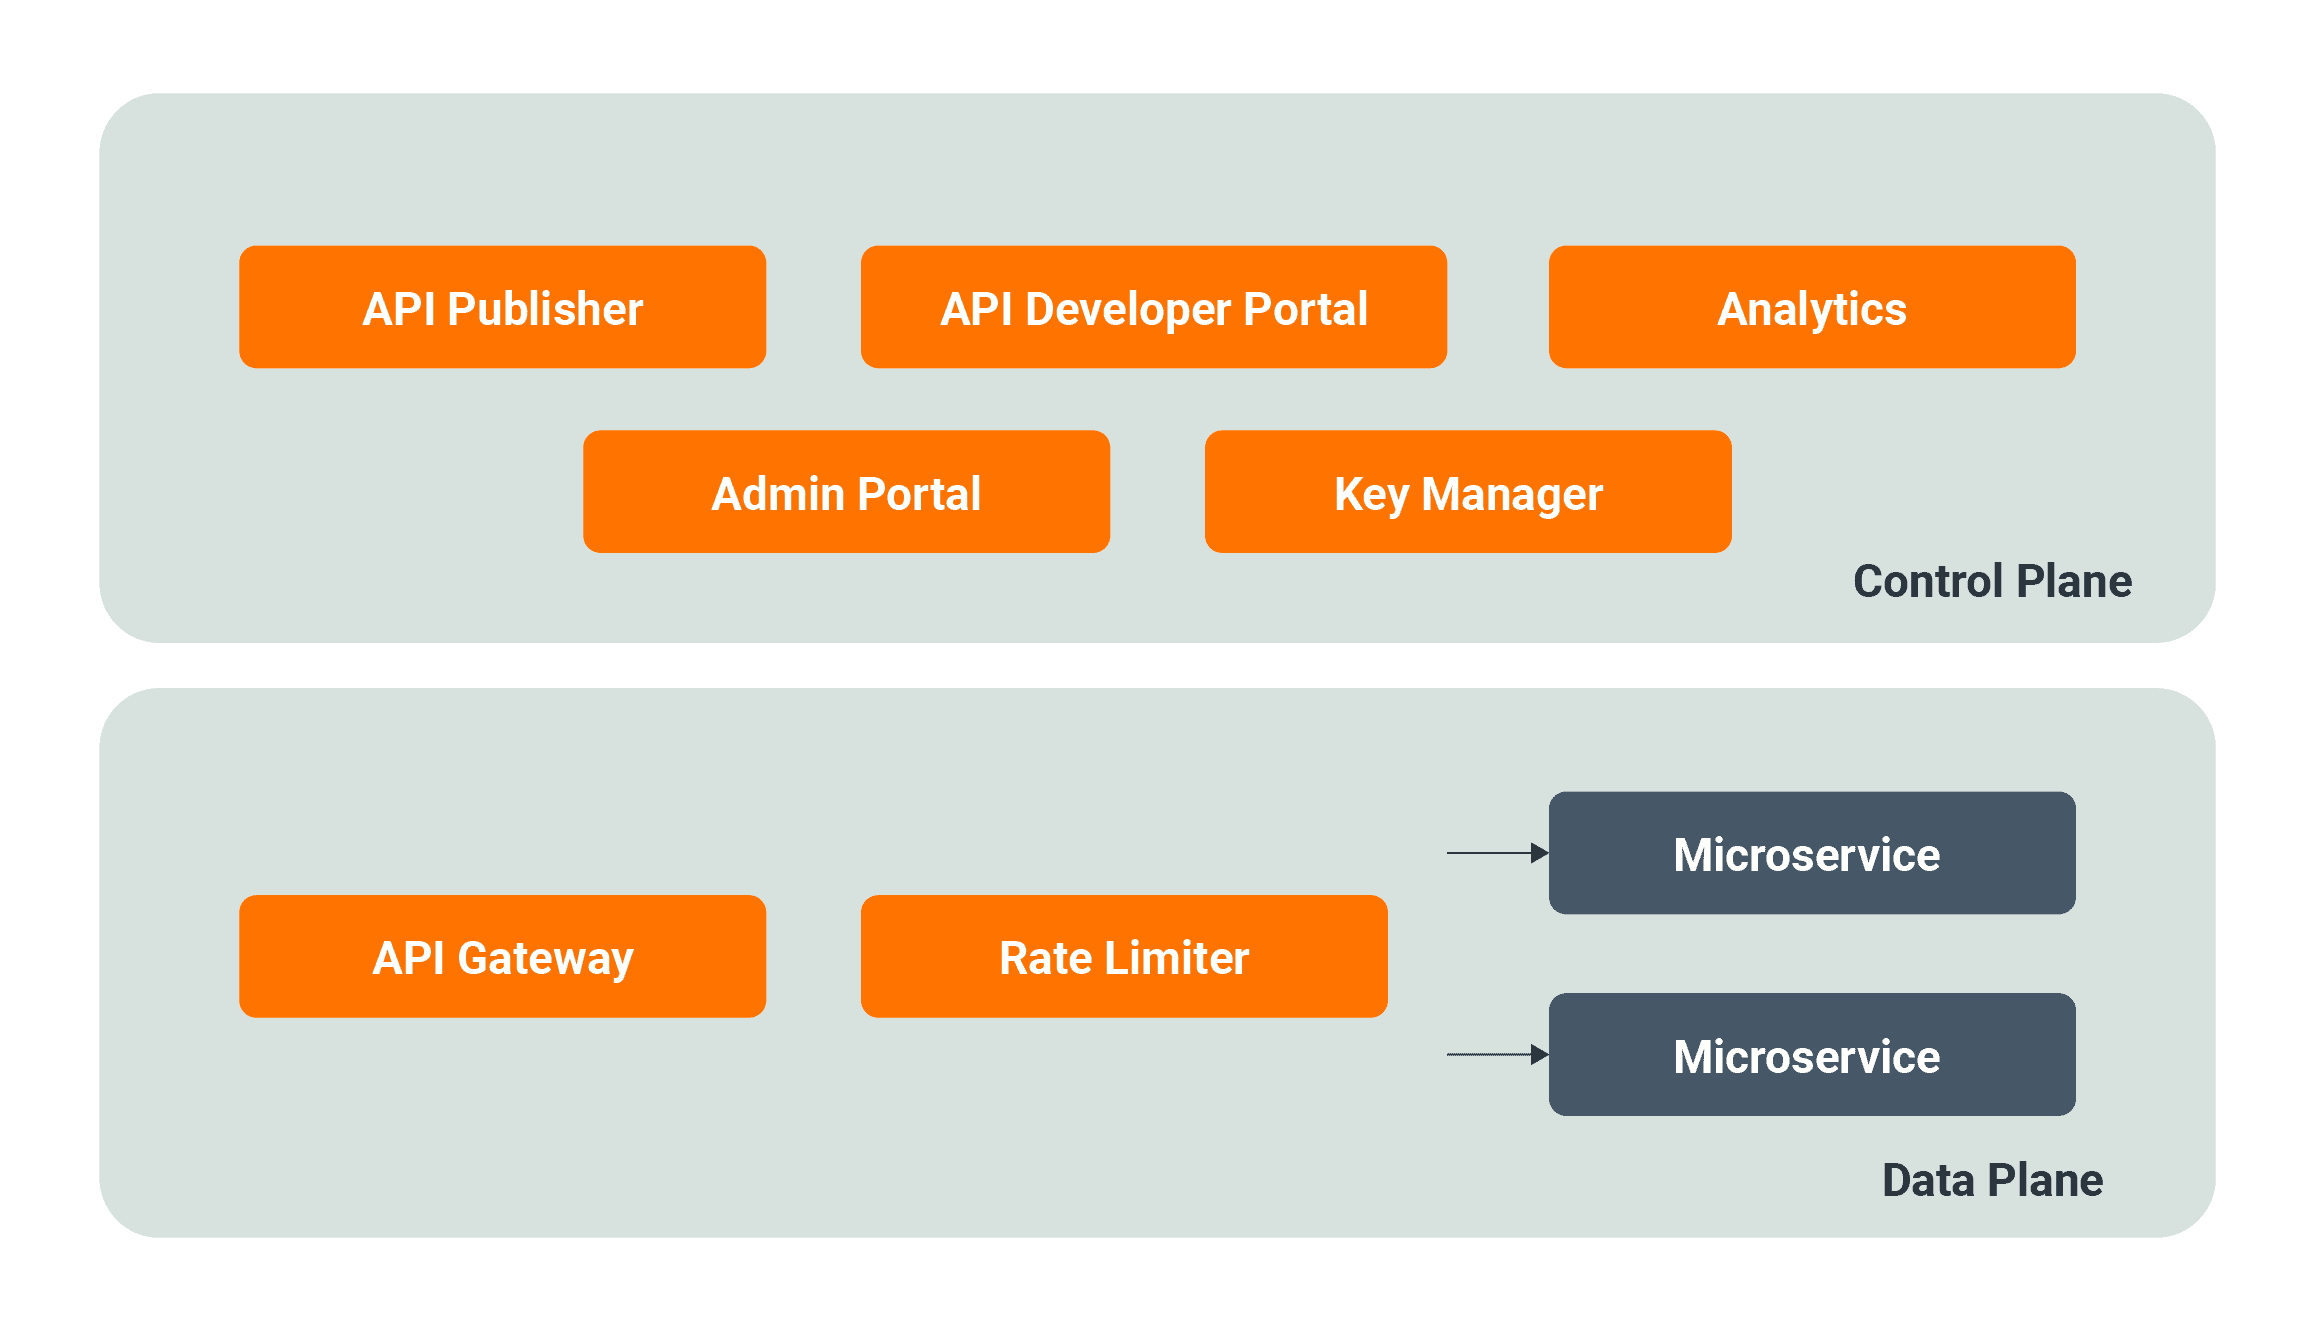 API Publisher
API Developer Portal
Analytics
Admin Portal
Key Manager
Control Plane
API Gateway
Rate Limiter
Microservice
Microservice
Data Plane